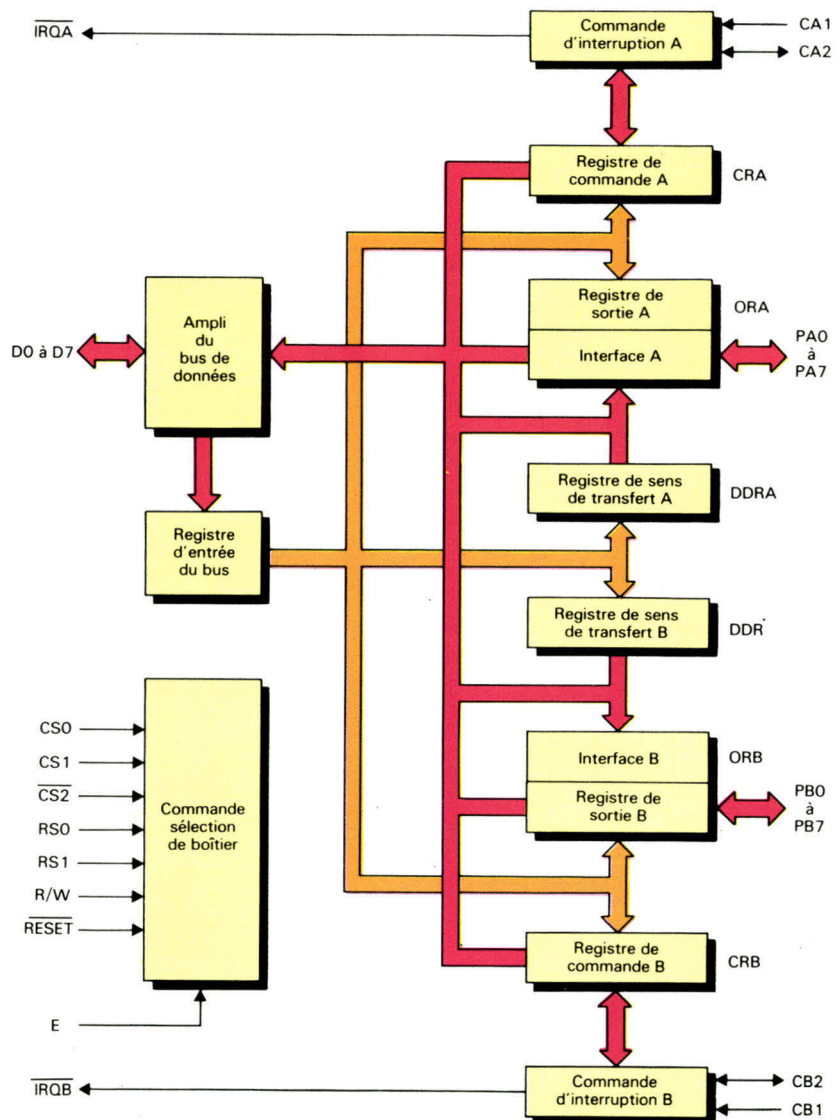 IRQA
Commande
d'interruption A
CA1
CA2
Registre de
commande A
CRA
Ampli
du
bus de
données
D0 à D7
Registre de
sortie A
ORA
Interface A
PA0
à
PA7
Registre de sens
de transfert A
DDRA
Registre
d'entrée
du bus
Registre de sens
de transfert B
DDR
CS0
CS1
CS2
RS0
RS1
R/W
RESET
E
Commande
sélection
de boîtier
Interface B
ORB
Registre de
sortie B
PB0
à
PB7
Registre de
commande B
CRB
IRQB
Commande
d'interruption B
CB2
CB1